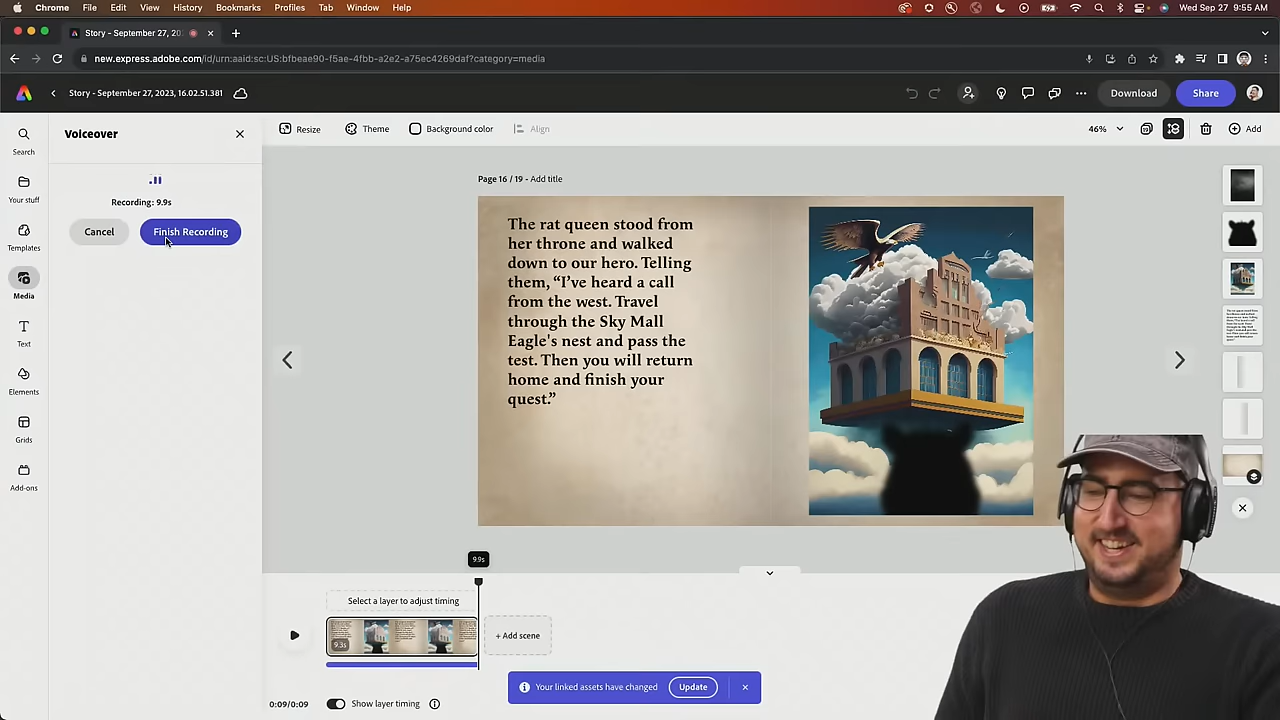 Chrome File Edit View History Bookmarks Profiles Tab Window Help Wed Sep 27 9:55 AM
Story - September 27, 202
new.express.adobe.com/id/urn:aaid:sc:US:bfbeae90-f5ae-4fbb-a2e2-a75ec4269daf?category=media
Story - September 27, 2023, 16.02.51.381 Download Share
Search
Your stuff
Templates
Media
Text
Elements
Grids
Add-ons
Voiceover
Recording: 9.9s
Cancel Finish Recording
Resize Theme Background color Align 46% Add
Page 16 / 19 - Add title
The rat queen stood from
her throne and walked
down to our hero. Telling
them, “I’ve heard a call
from the west. Travel
through the Sky Mall
Eagle's nest and pass the
test. Then you will return
home and finish your
quest.”
9.9s
Select a layer to adjust timing
9.3s
+ Add scene
Your linked assets have changed Update
0:09/0:09 Show layer timing